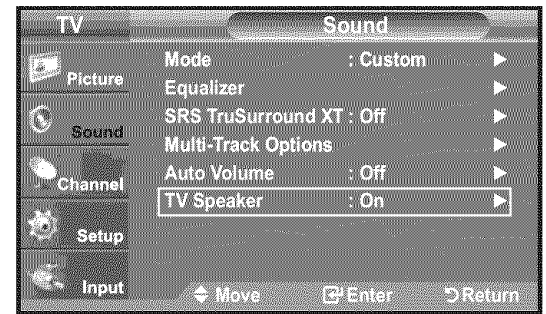 TV
Sound
Picture
Sound
Channel
Setup
Input
Mode : Custom
Equalizer
SRS TruSurround XT : Off
Multi-Track Options
Auto Volume : Off
TV Speaker : On
Move Enter Return